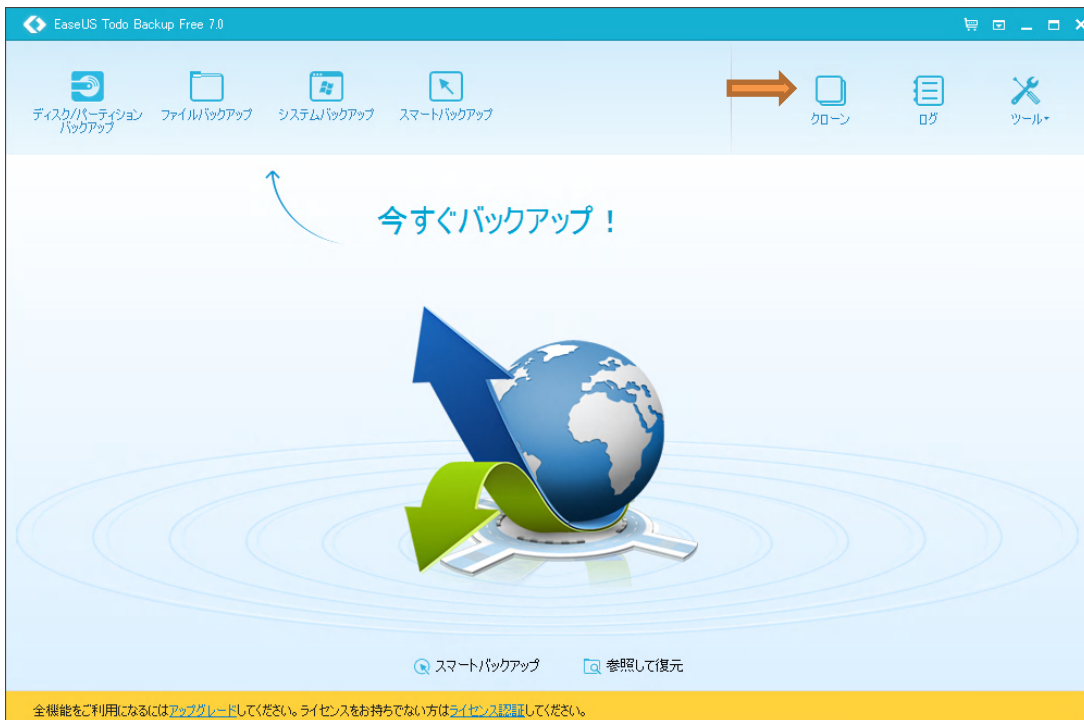 EaseUS Todo Backup Free 7.0
ディスク/パーティション
バックアップ
ファイルバックアップ
システムバックアップ
スマートバックアップ
クローン
ログ
ツール
今すぐバックアップ！
スマートバックアップ
参照して復元
全機能をご利用になるにはアップグレードしてください。ライセンスをお持ちでない方はライセンス認証してください。